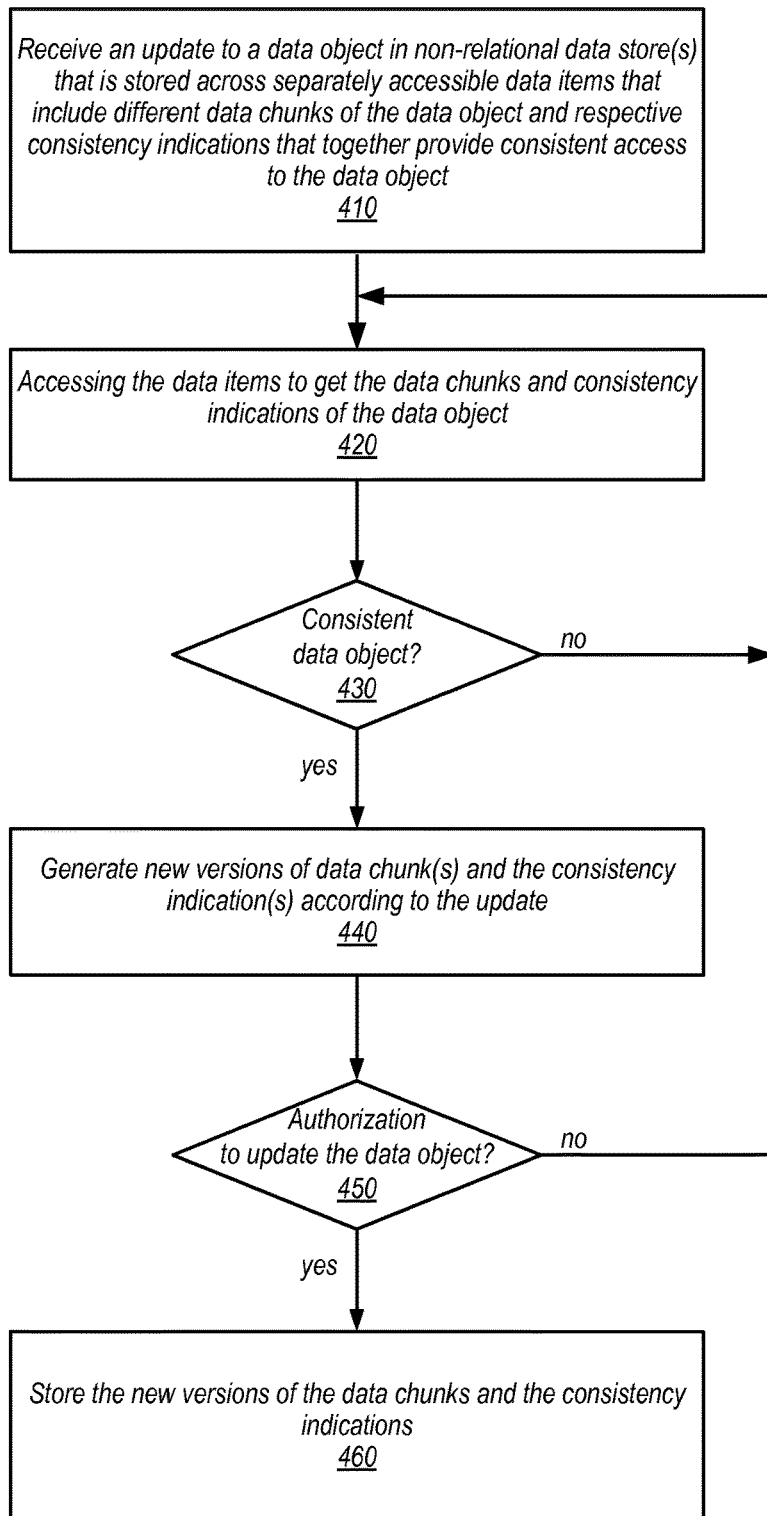 Receive an update to a data object in non-relational data store(s)
that is stored across separately accessible data items that
include different data chunks of the data object and respective
consistency indications that together provide consistent access
to the data object
410
Accessing the data items to get the data chunks and consistency
indications of the data object
420
Consistent
data object?
430
no
yes
Generate new versions of data chunk(s) and the consistency
indication(s) according to the update
440
Authorization
to update the data object?
450
no
yes
Store the new versions of the data chunks and the consistency
indications
460